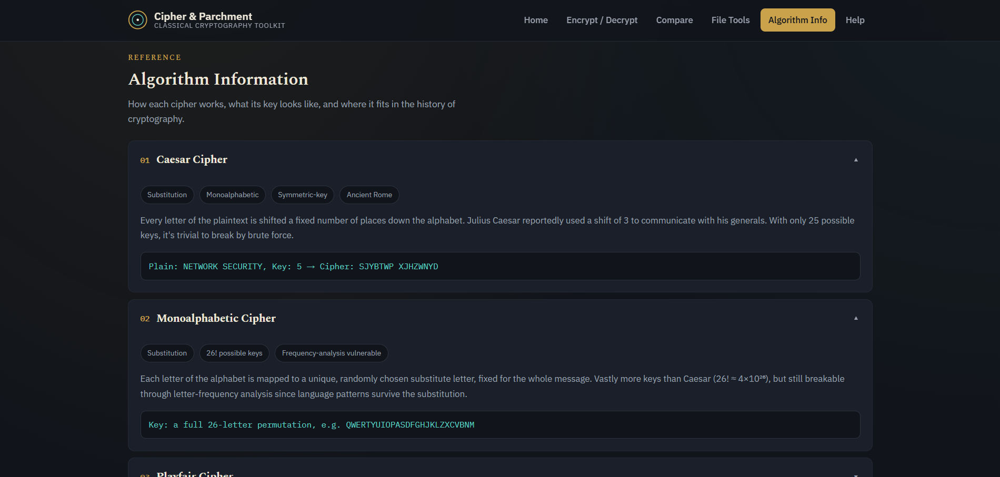 Cipher & Parchment
CLASSICAL CRYPTOGRAPHY TOOLKIT
Home Encrypt / Decrypt Compare File Tools Algorithm Info Help
REFERENCE
Algorithm Information
How each cipher works, what its key looks like, and where it fits in the history of
cryptography.
01 Caesar Cipher ▲
Substitution Monoalphabetic Symmetric-key Ancient Rome
Every letter of the plaintext is shifted a fixed number of places down the alphabet. Julius Caesar reportedly used a shift of 3 to communicate with his generals. With only 25 possible
keys, it's trivial to break by brute force.
Plain: NETWORK SECURITY, Key: 5 → Cipher: SJYBTWP XJHZWNYD
02 Monoalphabetic Cipher ▲
Substitution 26! possible keys Frequency-analysis vulnerable
Each letter of the alphabet is mapped to a unique, randomly chosen substitute letter, fixed for the whole message. Vastly more keys than Caesar (26! ≈ 4×10²⁶), but still breakable
through letter-frequency analysis since language patterns survive the substitution.
Key: a full 26-letter permutation, e.g. QWERTYUIOPASDFGHJKLZXCVBNM
03 Playfair Cipher ▼